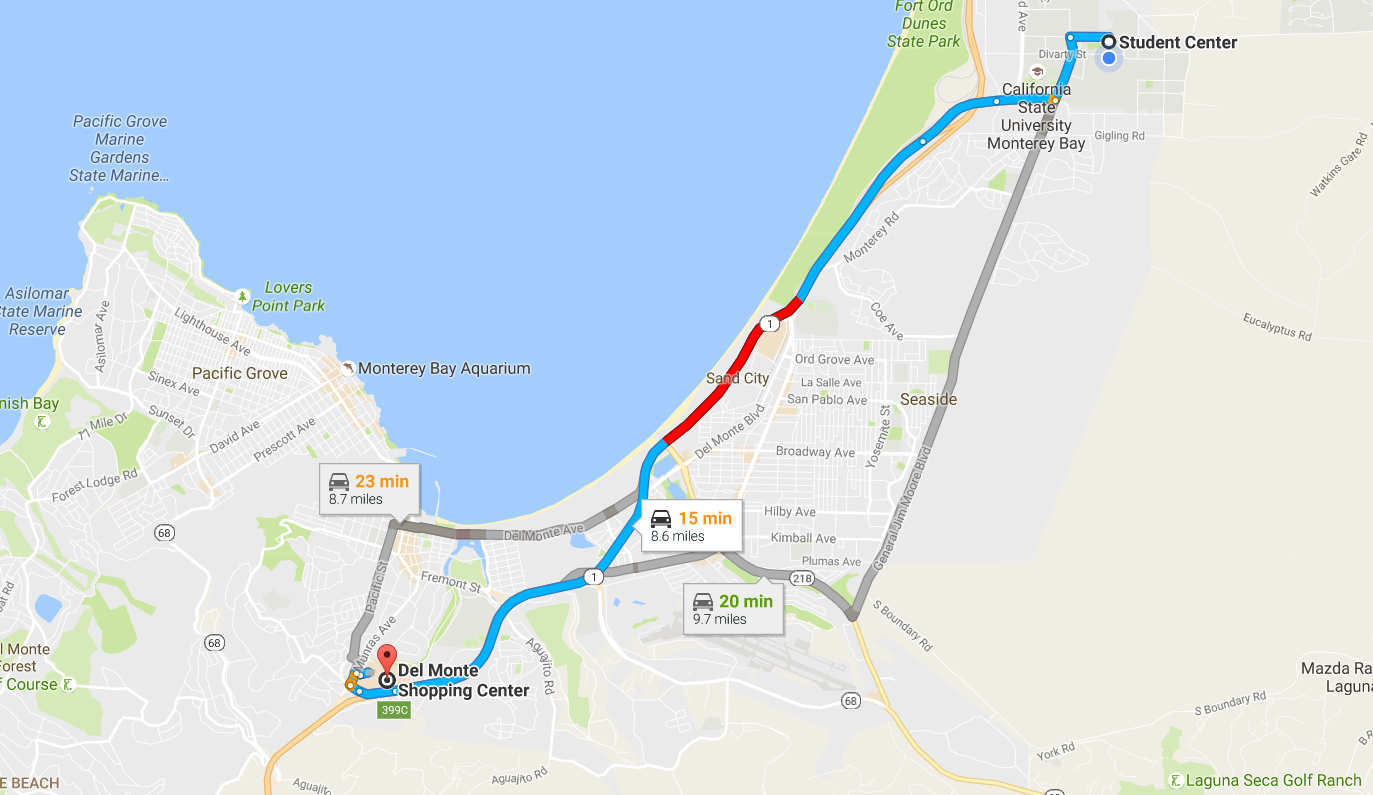 Fort Ord
Dunes
State Park
Student Center
Divarty St
California
State
University
Monterey Bay
Gigling Rd
Watkins Gate Rd
Pacific Grove
Marine
Gardens
State Marine...
Monterey Rd
Lovers
Point Park
Asilomar
State Marine
Reserve
Asilomar Ave
Lighthouse Ave
1
Coe Ave
Eucalyptus Rd
Ord Grove Ave
Monterey Bay Aquarium
Pacific Grove
Sand City
La Salle Ave
Sinex Ave
San Pablo Ave
Seaside
nish Bay
17 Mile Dr
Sunset Dr
David Ave
Prescott Ave
Del Monte Blvd
Yosemite St
Broadway Ave
Forest Lodge Rd
23 min
8.7 miles
General Jim Moore Blvd
Hilby Ave
15 min
8.6 miles
68
Del Monte Ave
Kimball Ave
Plumas Ave
Pacific St
Fremont St
1
218
20 min
9.7 miles
S Boundary Rd
68
Munras Ave
Aguajito Rd
l Monte
Forest
f Course
Del Monte
Shopping Center
399C
Mazda Ra
Laguna
68
S Boundary Rd
York Rd
Aguajito Rd
Aguajito
E BEACH
Laguna Seca Golf Ranch